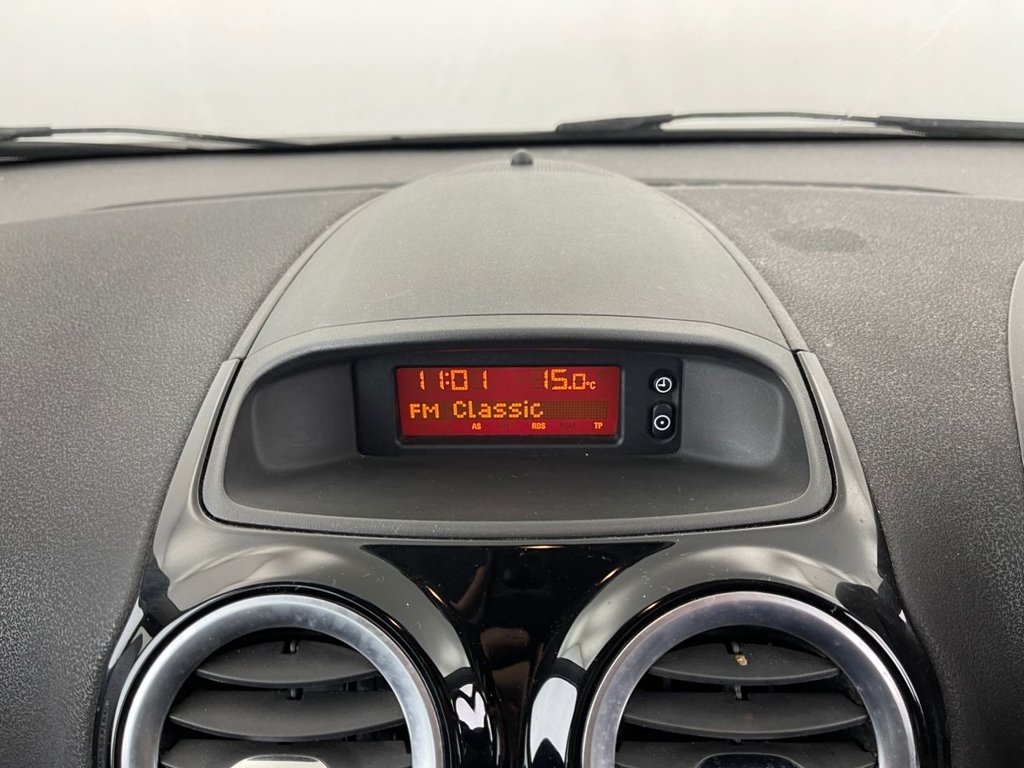 11:01 15.0°C
FM Classic
AS RDS TP